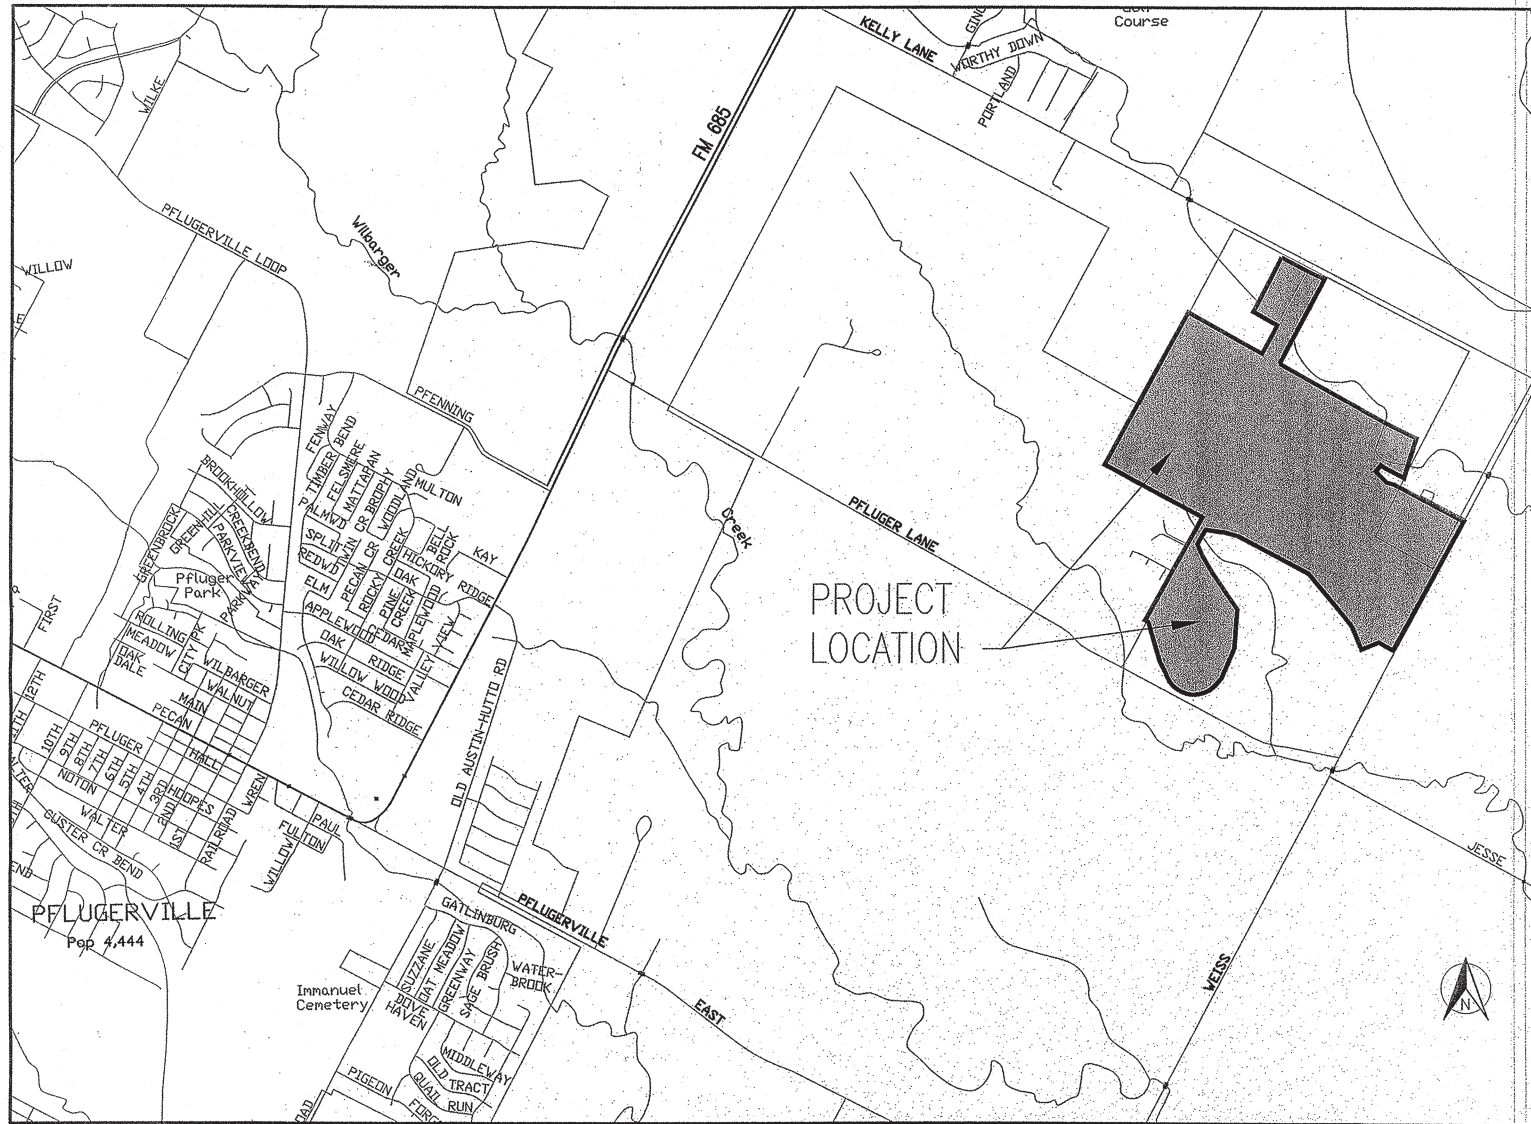 Course
KELLY LANE
WORTHY DOWN
PORTLAND
WILKE
FM 685
PFLUGERVILLE LOOP
Wilbarger
WILLOW
PFENNING
FENWAY
BEND
TIMBER
FELSMERE
MATTAPAN
CR BROPHY
WOODLAND
MULTON
PALMWD
BROOKHOLLOW
GREENHILL
CREEKBEND
PARKVIEW
GREENBROCK
PARKWAY
SPLIT
REDWD
ELM
TWIN
PECAN CR
ROCKY CREEK
BELL
ROCK
KAY
HICKORY RIDGE
OAK
PINE
CREEK
MAPLEWOOD
CEDAR
APPLEWOOD
OAK RIDGE
WILLOW WOOD
VALLEY VIEW
CEDAR RIDGE
Pfluger
Park
FIRST
ROLLING
MEADOW
OAK
DALE
CITY PK
WILBARGER
WALNUT
MAIN
PECAN
12TH
11TH
10TH
9TH
8TH
7TH
6TH
5TH
4TH
3RD
2ND
1ST
PFLUGER
HALL
NOTON
WALTER
HOOPES
WREN
RAILROAD
PAUL
FULTON
WILLOW
CUSTER CR BEND
PFLUGERVILLE
Pop 4,444
OLD AUSTIN-HUTTO RD
Creek
PFLUGER LANE
PROJECT
LOCATION
JESSE
WEISS
N
GATLINBURG
PFLUGERVILLE
EAST
SUZZANE
OAT MEADOW
GREENWAY
SAGE BRUSH
WATER-
BROOK
DOVE
HAVEN
Immanuel
Cemetery
MIDDLEWAY
OLD TRACT
QUAIL RUN
PIGEON